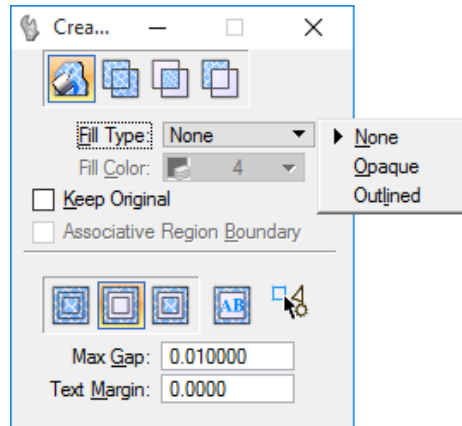 Crea...
Fill Type: None
None
Opaque
Outlined
Fill Color: 4
Keep Original
Associative Region Boundary
AB
Max Gap: 0.010000
Text Margin: 0.0000